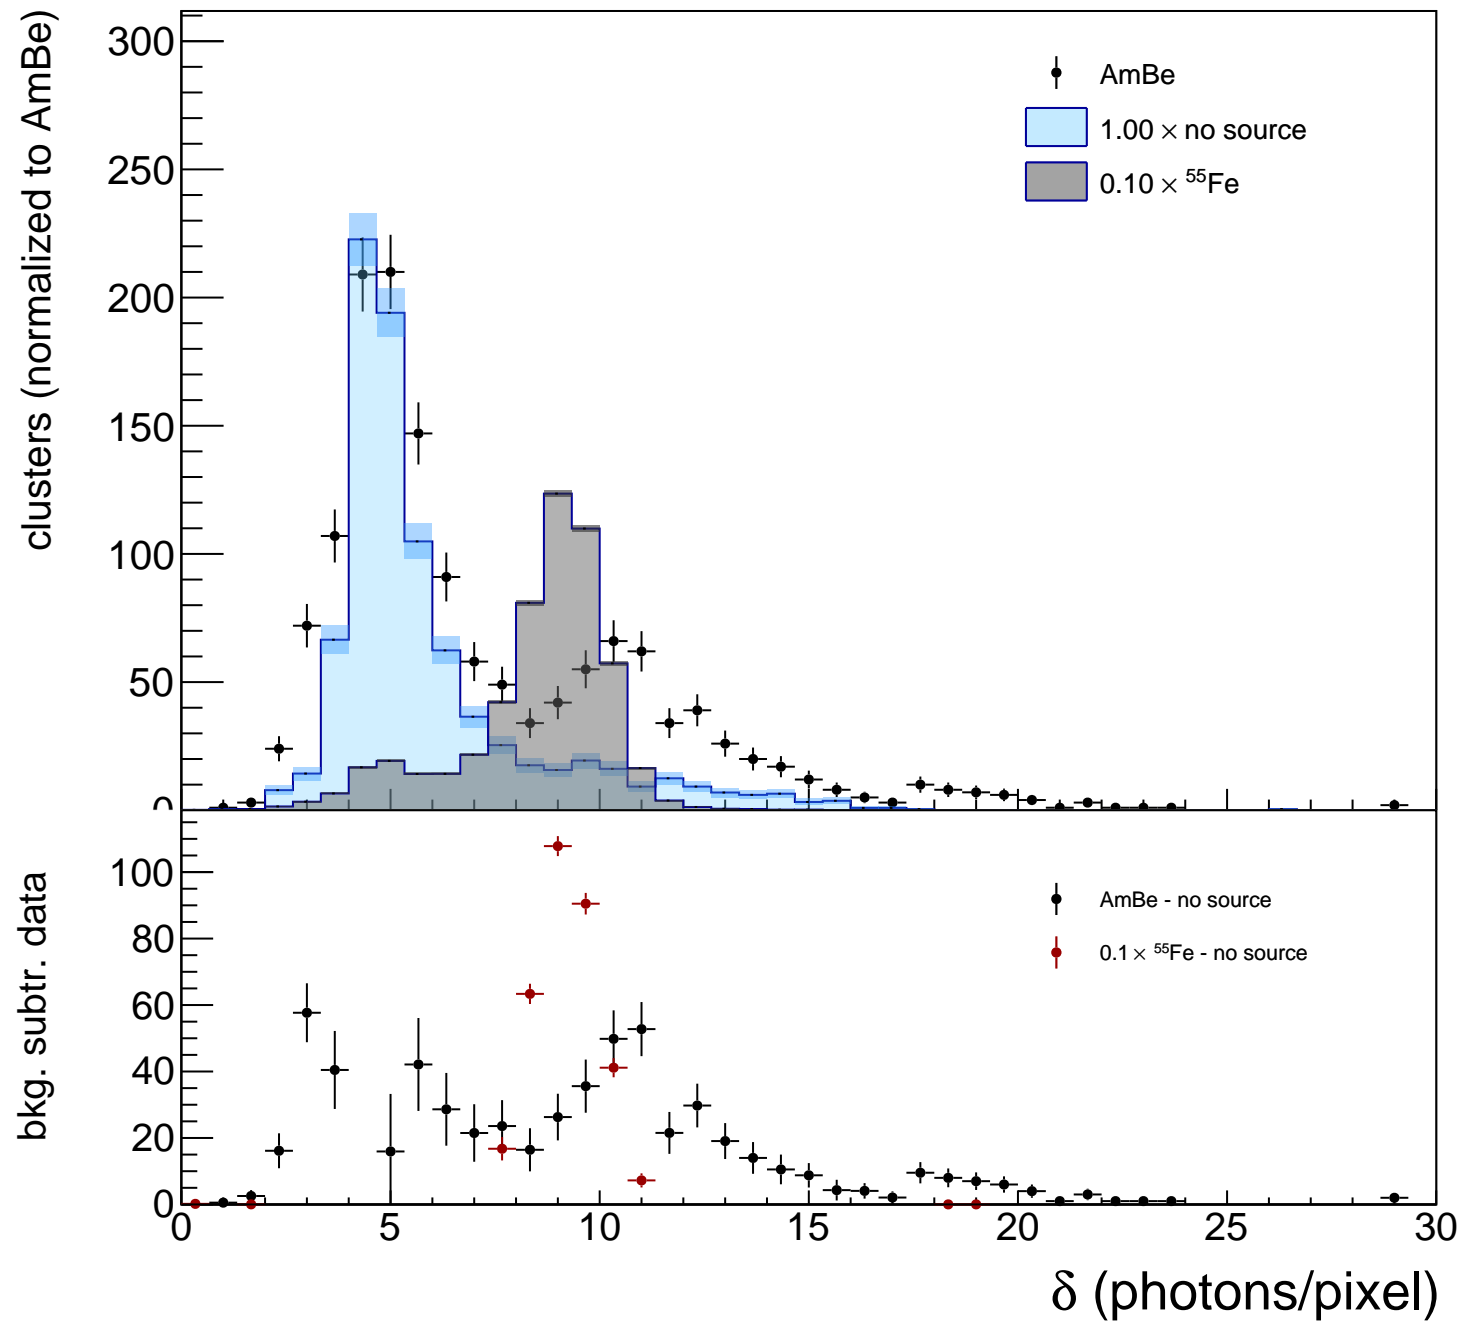 clusters (normalized to AmBe)
300
250
200
150
100
50
0
AmBe
1.00 × no source
0.10 × ⁵⁵Fe
bkg. subtr. data
100
80
60
40
20
0
AmBe - no source
0.1 × ⁵⁵Fe - no source
0 5 10 15 20 25 30
δ (photons/pixel)